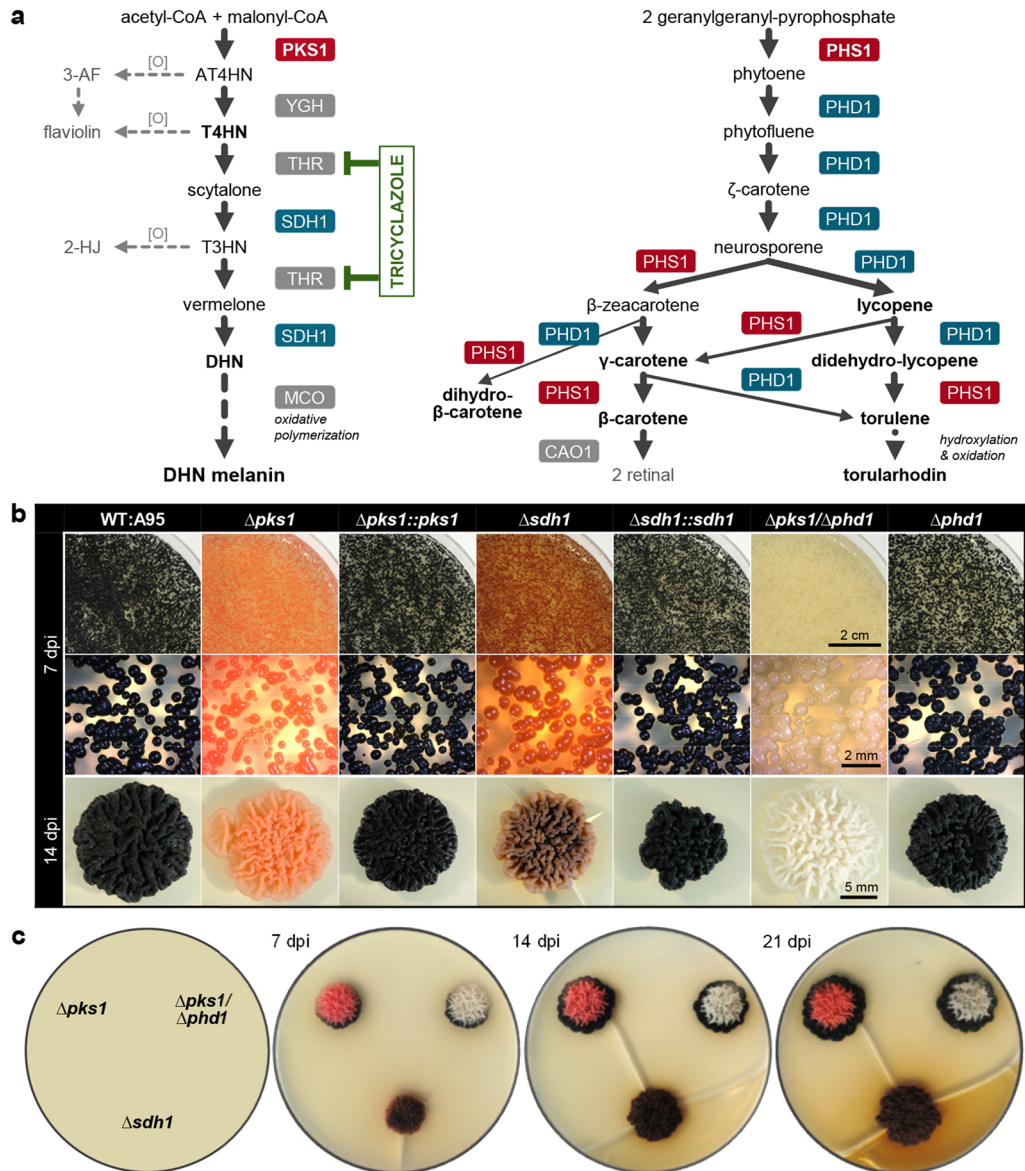 a
acetyl-CoA + malonyl-CoA
PKS1
3-AF
[O]
AT4HN
YGH
flaviolin
[O]
T4HN
THR
scytalone
SDH1
2-HJ
[O]
T3HN
THR
vermelone
SDH1
DHN
MCO
oxidative
polymerization
DHN melanin
TRICYCLAZOLE
2 geranylgeranyl-pyrophosphate
PHS1
phytoene
PHD1
phytofluene
PHD1
ζ-carotene
PHD1
neurosporene
PHS1
PHD1
β-zeacarotene
lycopene
PHS1
PHD1
PHS1
PHD1
γ-carotene
didehydro-lycopene
dihydro-
β-carotene
PHS1
PHD1
PHS1
β-carotene
torulene
CAO1
hydroxylation
& oxidation
2 retinal
torularhodin
b
WT:A95
Δpks1
Δpks1::pks1
Δsdh1
Δsdh1::sdh1
Δpks1/Δphd1
Δphd1
7 dpi
2 cm
2 mm
14 dpi
5 mm
c
Δpks1
Δpks1/
Δphd1
Δsdh1
7 dpi
14 dpi
21 dpi